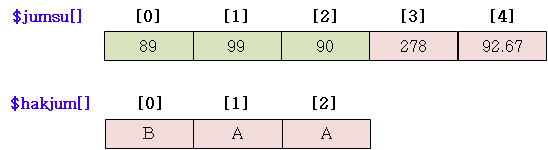 $jumsu[] [0] [1] [2] [3] [4]
89 99 90 278 92.67
$hakjum[] [0] [1] [2]
B A A